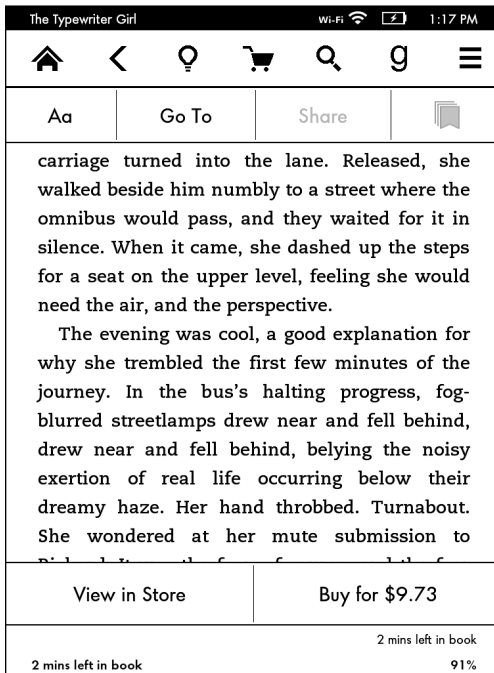 The Typewriter Girl Wi-Fi 1:17 PM
g
Aa Go To Share
carriage turned into the lane. Released, she
walked beside him numbly to a street where the
omnibus would pass, and they waited for it in
silence. When it came, she dashed up the steps
for a seat on the upper level, feeling she would
need the air, and the perspective.
The evening was cool, a good explanation for
why she trembled the first few minutes of the
journey. In the bus's halting progress, fog-
blurred streetlamps drew near and fell behind,
drew near and fell behind, belying the noisy
exertion of real life occurring below their
dreamy haze. Her hand throbbed. Turnabout.
She wondered at her mute submission to
View in Store Buy for $9.73
2 mins left in book
2 mins left in book 91%